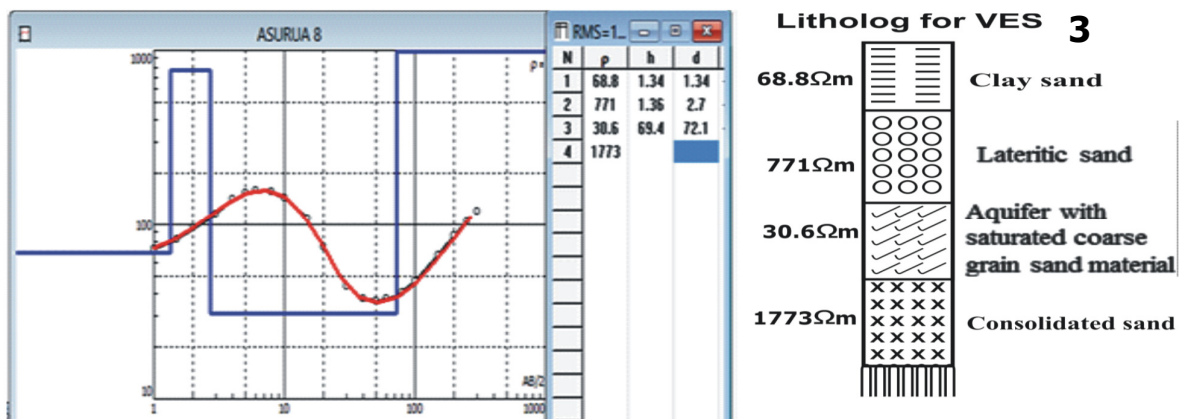 ASURUA 8
1000
100
10
1
10
100
1000
ρ=
AB/2
RMS=1...
N ρ h d
1 68.8 1.34 1.34
2 771 1.36 2.7
3 30.6 69.4 72.1
4 1773
Litholog for VES 3
68.8Ωm Clay sand
771Ωm Lateritic sand
30.6Ωm Aquifer with
saturated coarse
grain sand material
1773Ωm Consolidated sand